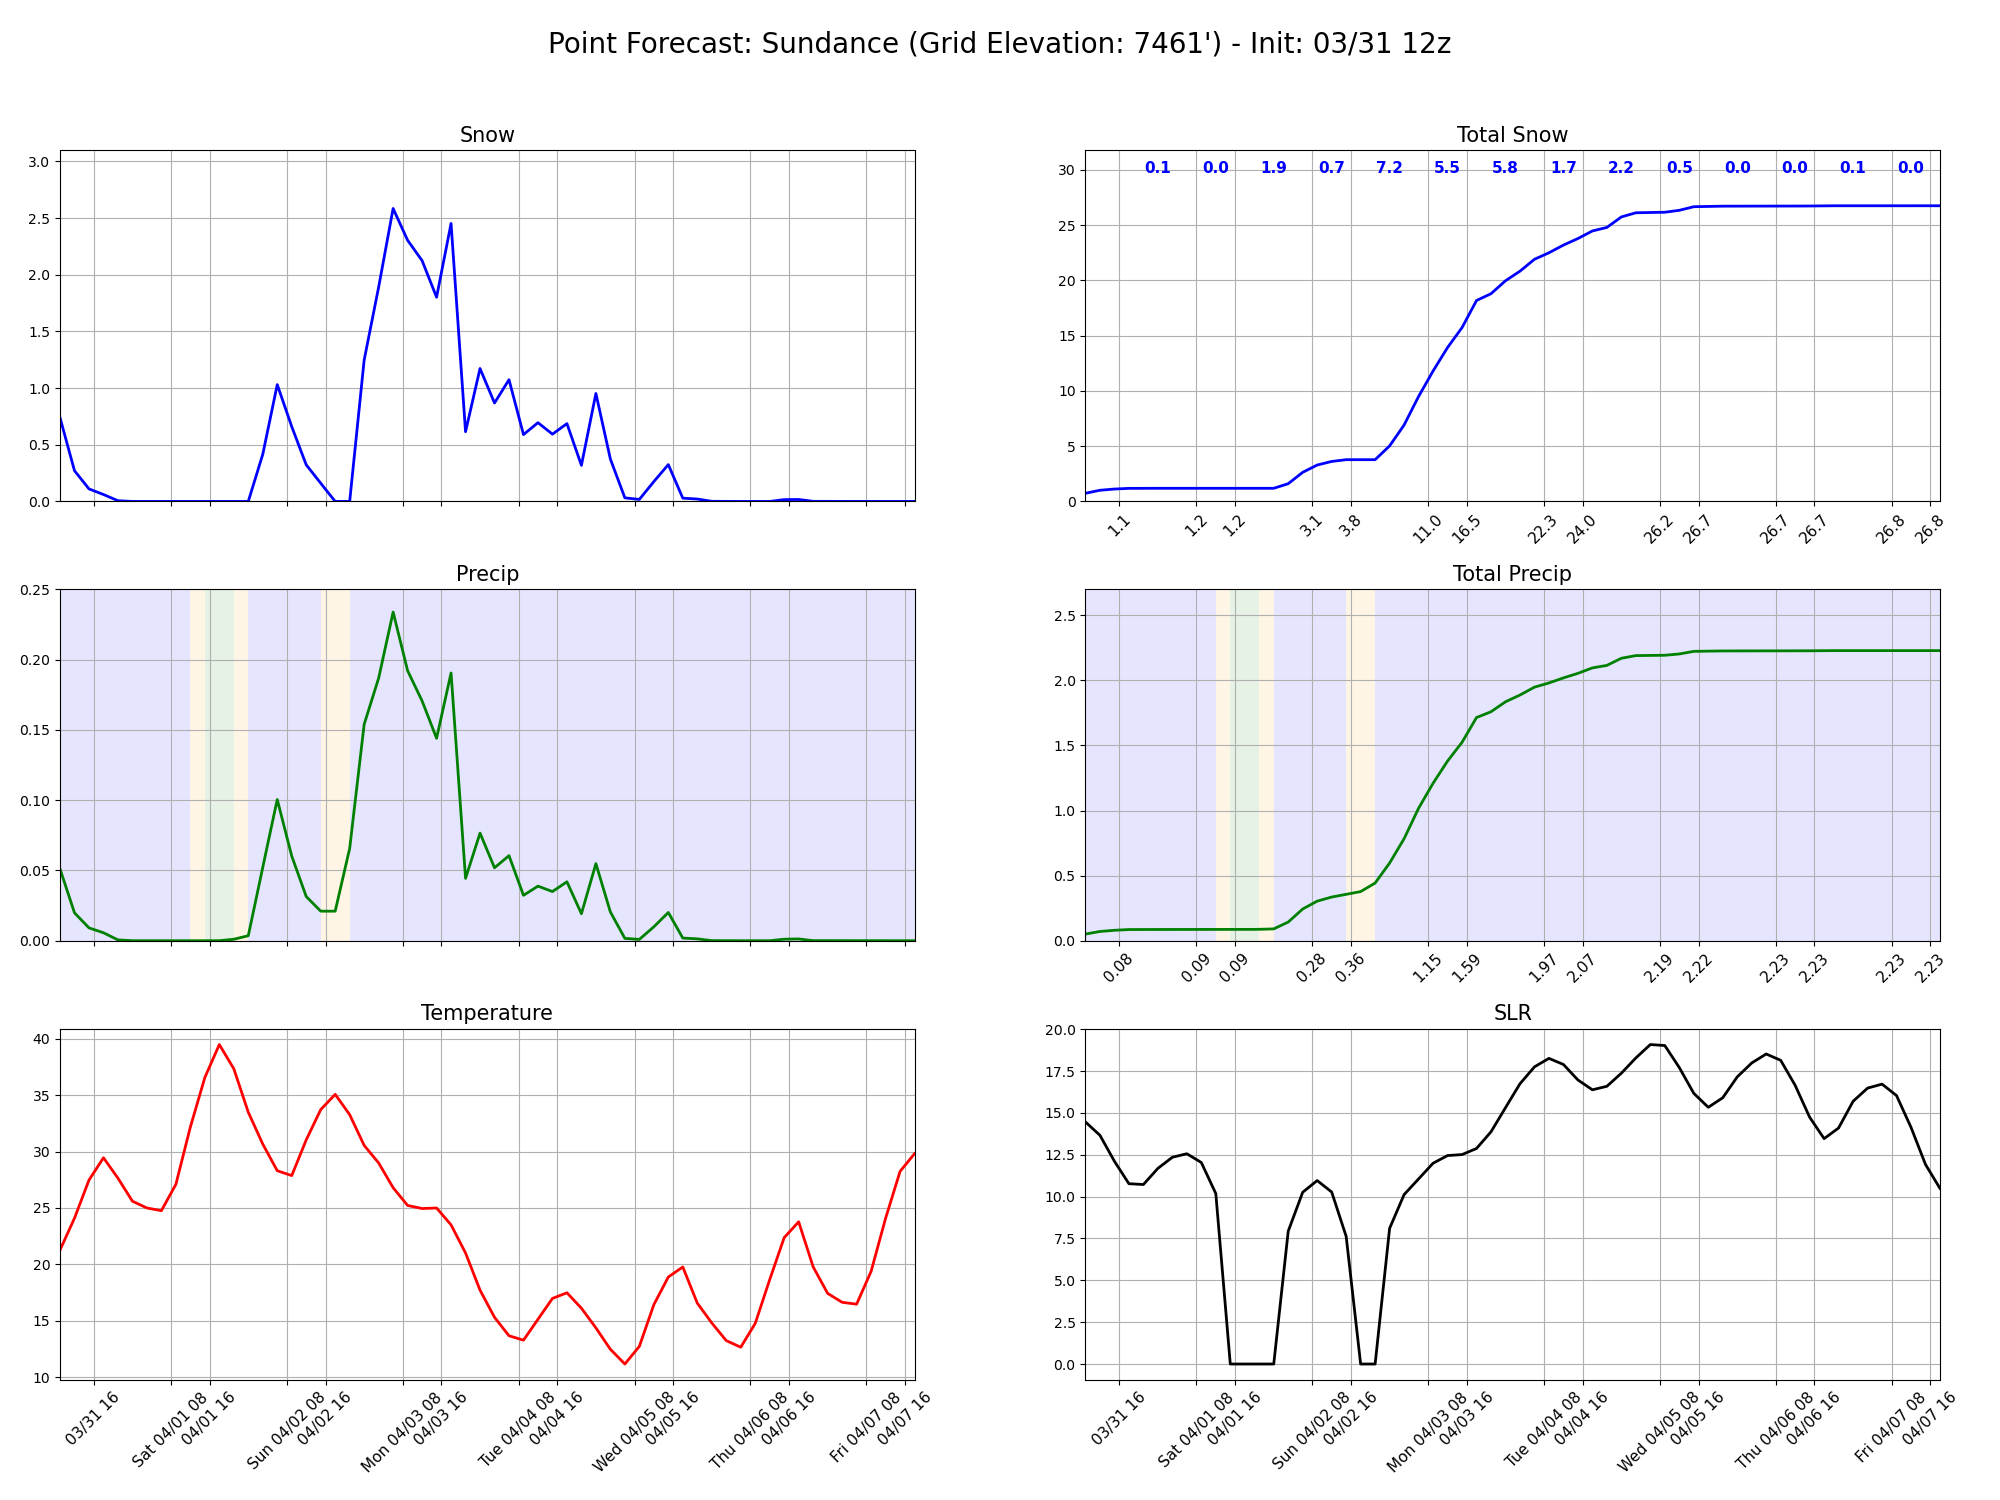 Point Forecast: Sundance (Grid Elevation: 7461') - Init: 03/31 12z
Snow
3.0
2.5
2.0
1.5
1.0
0.5
0.0
Total Snow
0.1 0.0 1.9 0.7 7.2 5.5 5.8 1.7 2.2 0.5 0.0 0.0 0.1 0.0
30
25
20
15
10
5
0
1.1 1.2 1.2 3.1 3.8 11.0 16.5 22.3 24.0 26.2 26.7 26.7 26.7 26.8 26.8
Precip
0.25
0.20
0.15
0.10
0.05
0.00
Total Precip
2.5
2.0
1.5
1.0
0.5
0.0
0.08 0.09 0.09 0.28 0.36 1.15 1.59 1.97 2.07 2.19 2.22 2.23 2.23 2.23 2.23
Temperature
40
35
30
25
20
15
10
03/31 16
Sat 04/01 08
04/01 16
Sun 04/02 08
04/02 16
Mon 04/03 08
04/03 16
Tue 04/04 08
04/04 16
Wed 04/05 08
04/05 16
Thu 04/06 08
04/06 16
Fri 04/07 08
04/07 16
SLR
20.0
17.5
15.0
12.5
10.0
7.5
5.0
2.5
0.0
03/31 16
Sat 04/01 08
04/01 16
Sun 04/02 08
04/02 16
Mon 04/03 08
04/03 16
Tue 04/04 08
04/04 16
Wed 04/05 08
04/05 16
Thu 04/06 08
04/06 16
Fri 04/07 08
04/07 16